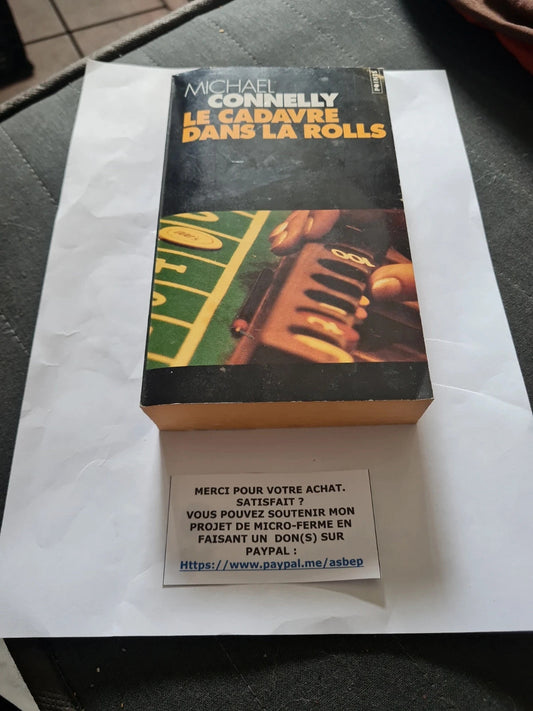 POINTS
MICHAEL
CONNELLY
LE CADAVRE
DANS LA ROLLS
100
MERCI POUR VOTRE ACHAT.
SATISFAIT ?
VOUS POUVEZ SOUTENIR MON
PROJET DE MICRO-FERME EN
FAISANT UN DON(S) SUR
PAYPAL :
Https://www.paypal.me/asbep